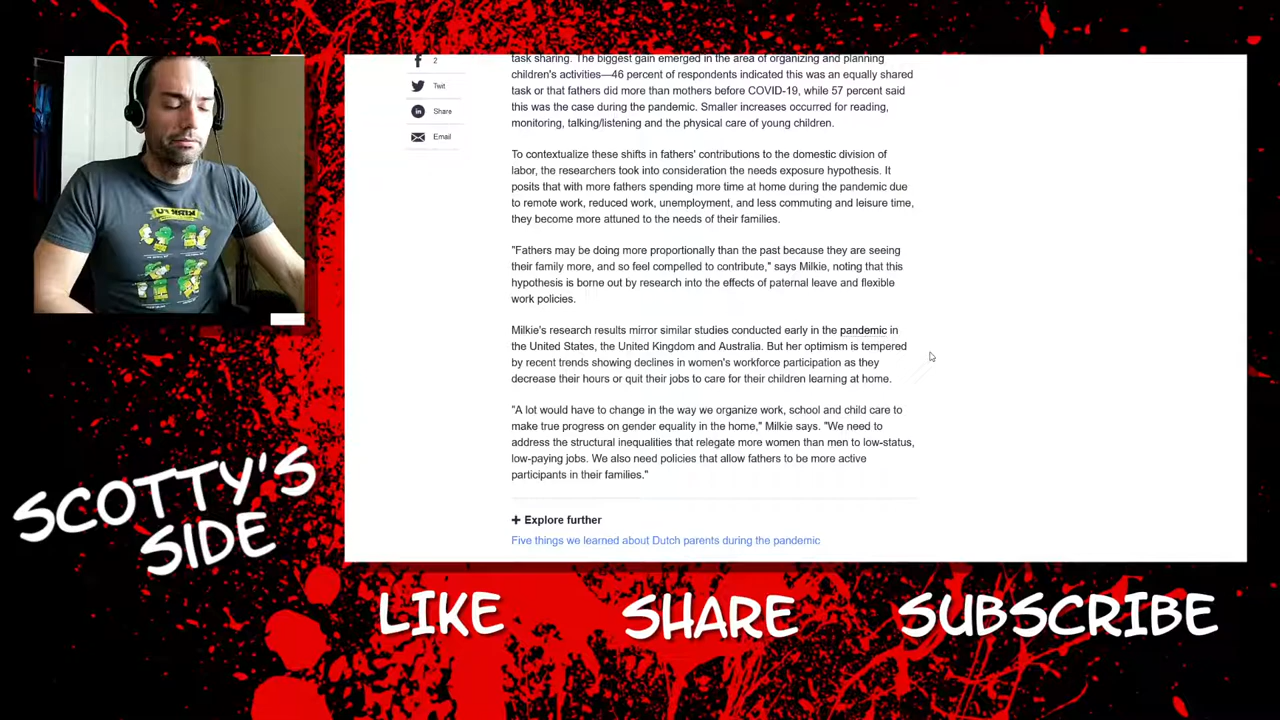 task sharing. The biggest gain emerged in the area of organizing and planning
children's activities—46 percent of respondents indicated this was an equally shared
task or that fathers did more than mothers before COVID-19, while 57 percent said
this was the case during the pandemic. Smaller increases occurred for reading,
monitoring, talking/listening and the physical care of young children.
2
Twit
Share
Email
To contextualize these shifts in fathers' contributions to the domestic division of
labor, the researchers took into consideration the needs exposure hypothesis. It
posits that with more fathers spending more time at home during the pandemic due
to remote work, reduced work, unemployment, and less commuting and leisure time,
they become more attuned to the needs of their families.
"Fathers may be doing more proportionally than the past because they are seeing
their family more, and so feel compelled to contribute," says Milkie, noting that this
hypothesis is borne out by research into the effects of paternal leave and flexible
work policies.
Milkie's research results mirror similar studies conducted early in the pandemic in
the United States, the United Kingdom and Australia. But her optimism is tempered
by recent trends showing declines in women's workforce participation as they
decrease their hours or quit their jobs to care for their children learning at home.
"A lot would have to change in the way we organize work, school and child care to
make true progress on gender equality in the home," Milkie says. "We need to
address the structural inequalities that relegate more women than men to low-status,
low-paying jobs. We also need policies that allow fathers to be more active
participants in their families."
Explore further
Five things we learned about Dutch parents during the pandemic
SCOTTY'S
SIDE
LIKE
SHARE
SUBSCRIBE